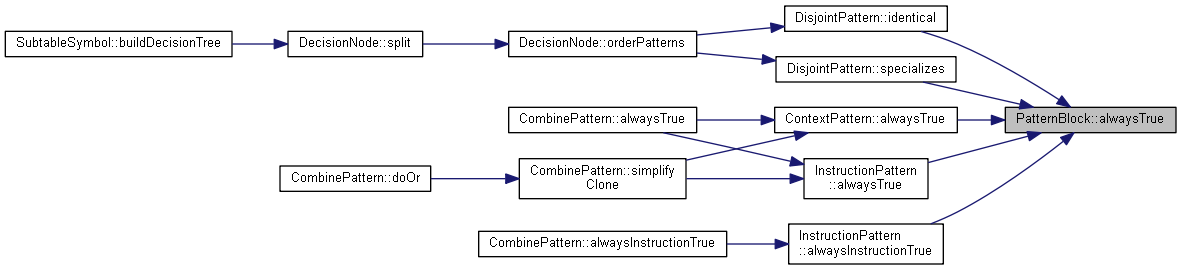 DisjointPattern::identical
SubtableSymbol::buildDecisionTree
DecisionNode::split
DecisionNode::orderPatterns
DisjointPattern::specializes
CombinePattern::alwaysTrue
ContextPattern::alwaysTrue
PatternBlock::alwaysTrue
CombinePattern::doOr
CombinePattern::simplify
Clone
InstructionPattern
::alwaysTrue
CombinePattern::alwaysInstructionTrue
InstructionPattern
::alwaysInstructionTrue